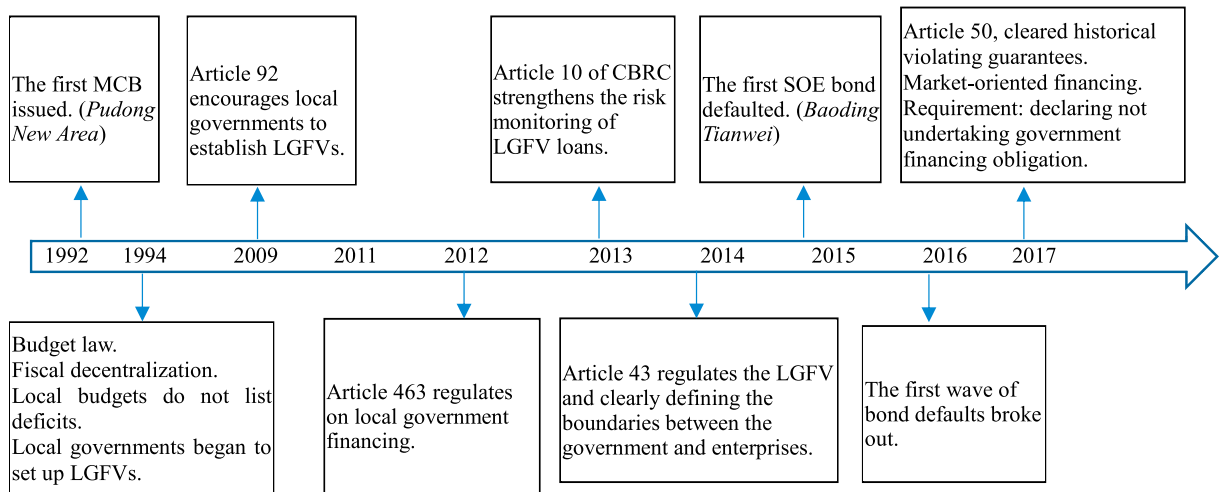 The first MCB
issued. (Pudong
New Area)
Article 92
encourages local
governments to
establish LGFVs.
Article 10 of CBRC
strengthens the risk
monitoring of
LGFV loans.
The first SOE bond
defaulted. (Baoding
Tianwei)
Article 50, cleared historical
violating guarantees.
Market-oriented financing.
Requirement: declaring not
undertaking government
financing obligation.
1992 1994 2009 2011 2012 2013 2014 2015 2016 2017
Budget law.
Fiscal decentralization.
Local budgets do not list
deficits.
Local governments began to
set up LGFVs.
Article 463 regulates
on local government
financing.
Article 43 regulates the LGFV
and clearly defining the
boundaries between the
government and enterprises.
The first wave of
bond defaults broke
out.